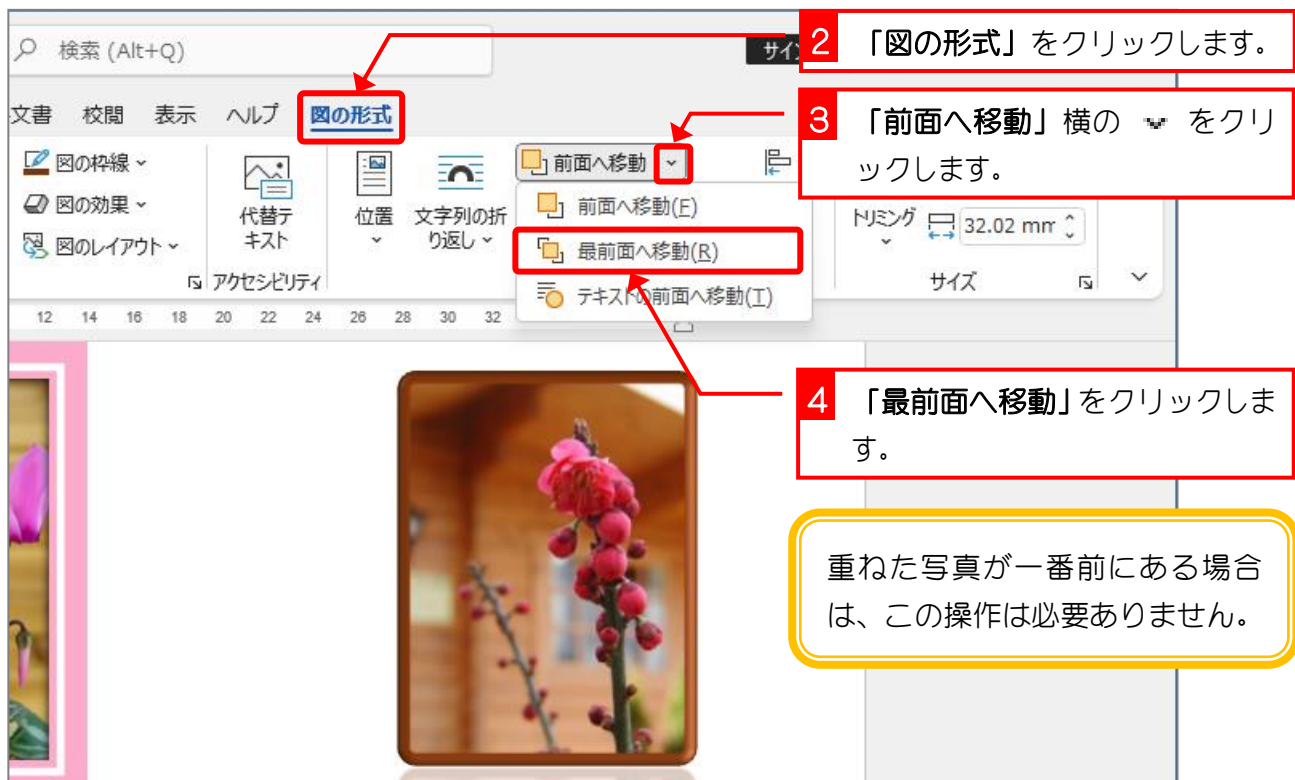 検索 (Alt+Q)
2 「図の形式」をクリックします。
文書 校閲 表示 ヘルプ 図の形式
3 「前面へ移動」横の ⌄ をクリ
ックします。
図の枠線
図の効果
図のレイアウト
代替テ
キスト
アクセシビリティ
位置
文字列の折
り返し
前面へ移動
前面へ移動(F)
最前面へ移動(R)
テキストの前面へ移動(T)
トリミング
32.02 mm
サイズ
12 14 16 18 20 22 24 26 28 30 32
4 「最前面へ移動」をクリックしま
す。
重ねた写真が一番前にある場合
は、この操作は必要ありません。